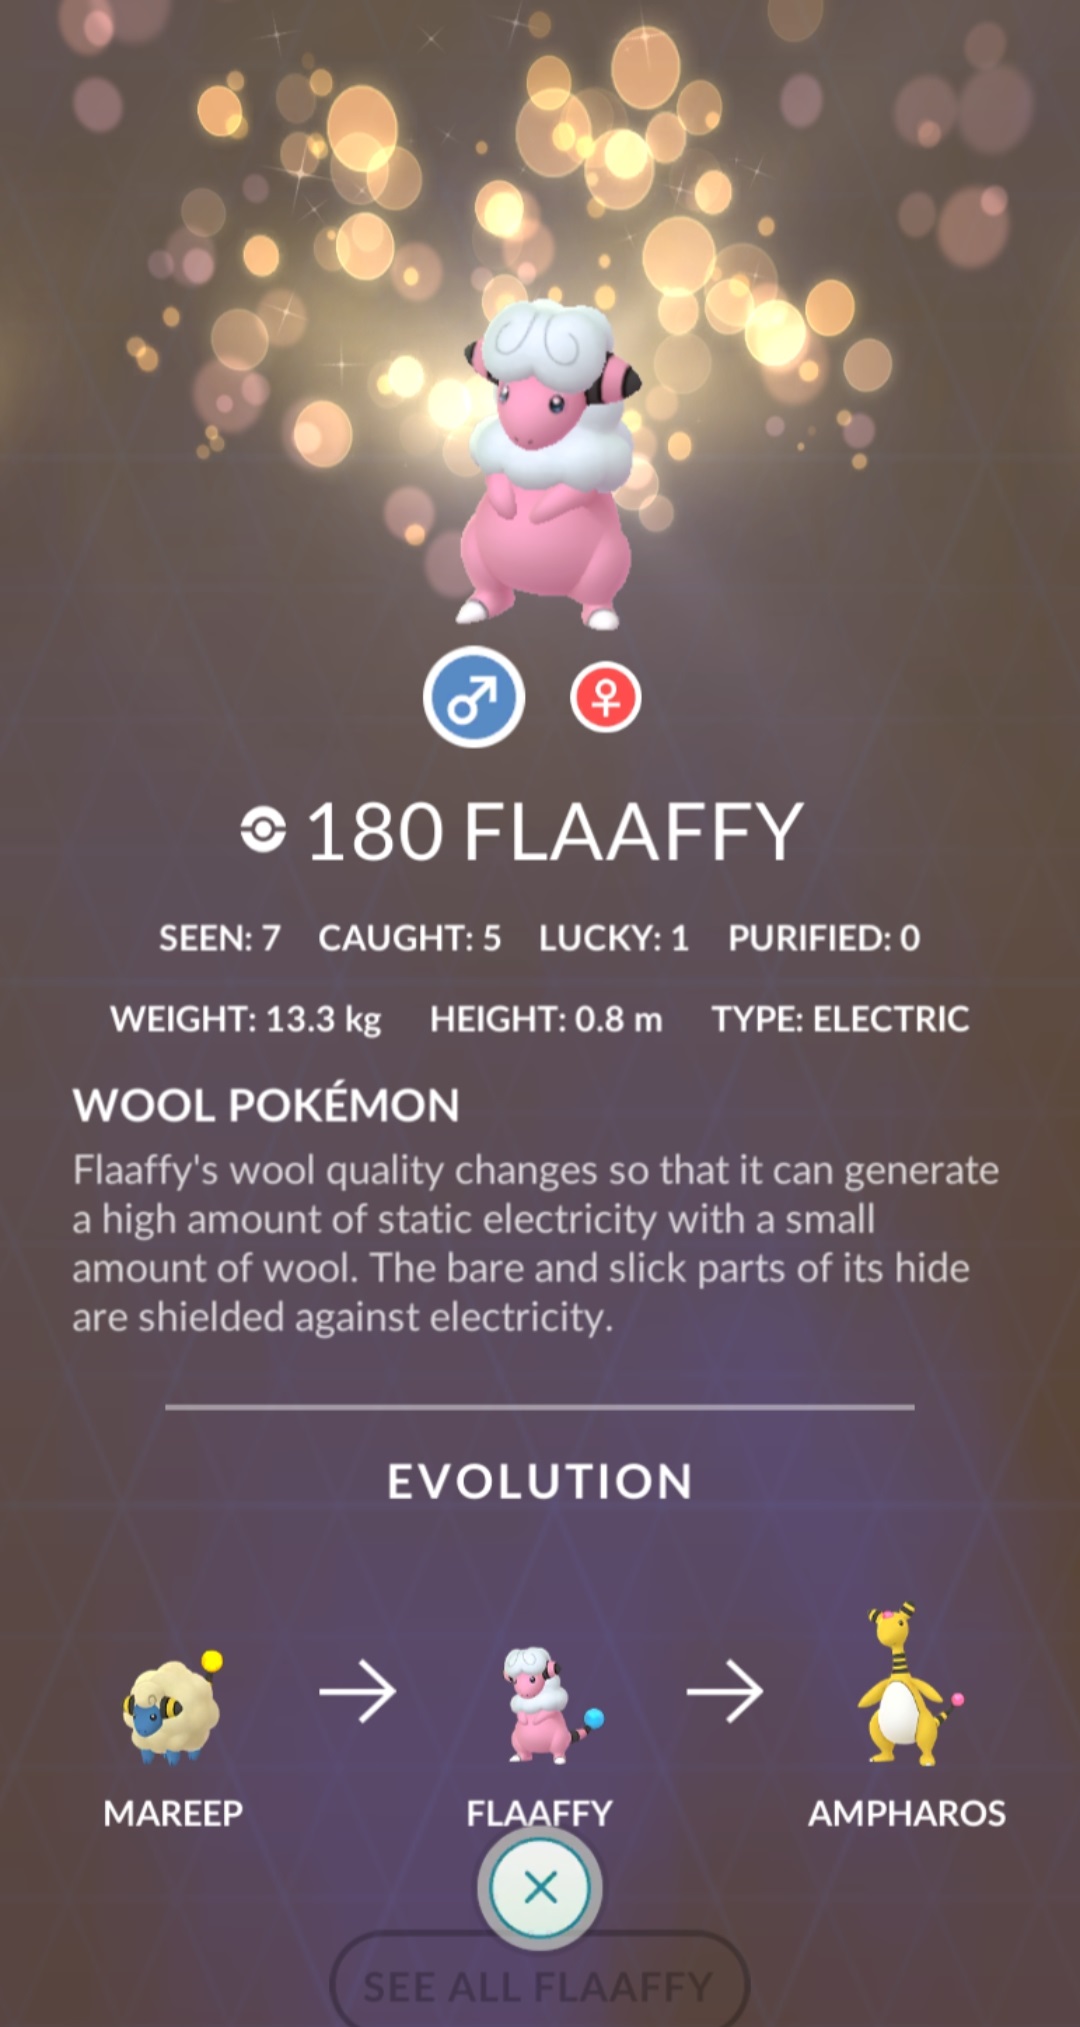 180 FLAAFFY
SEEN: 7 CAUGHT: 5 LUCKY: 1 PURIFIED: 0
WEIGHT: 13.3 kg HEIGHT: 0.8 m TYPE: ELECTRIC
WOOL POKÉMON
Flaaffy's wool quality changes so that it can generate
a high amount of static electricity with a small
amount of wool. The bare and slick parts of its hide
are shielded against electricity.
EVOLUTION
MAREEP FLAAFFY AMPHAROS
SEE ALL FLAAFFY